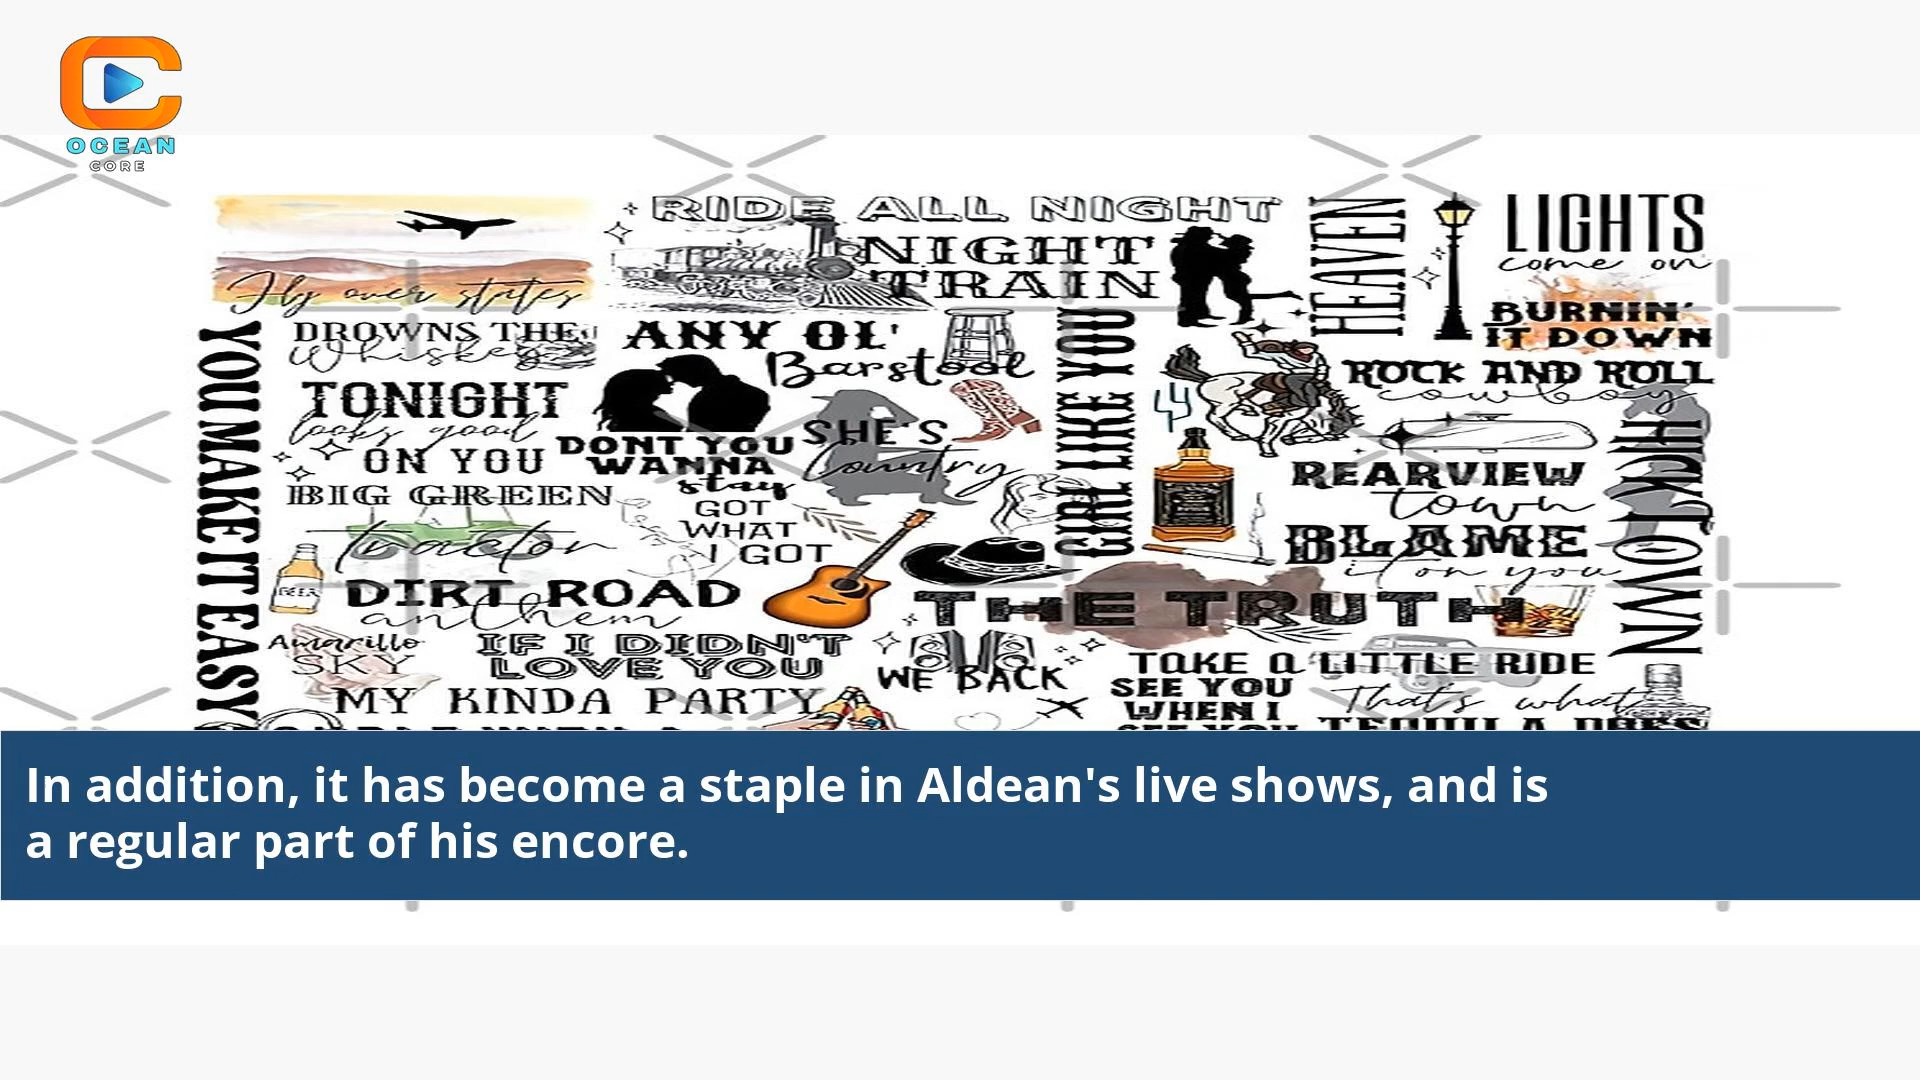 OCEAN
CORE
Fly over states
RIDE ALL NIGHT
NIGHT
TRAIN
HEAVEN
LIGHTS
come on
BURNIN'
IT DOWN
YOU MAKE IT EASY
DROWNS THE
Whiskey
ANY OL'
Barstool
GIRL LIKE YOU
ROCK AND ROLL
cowboy
TONIGHT
looks good
ON YOU
DONT YOU
WANNA
stay
SHE'S
Country
REARVIEW
town
HICKTOWN
BIG GREEN
tractor
GOT
WHAT
I GOT
BLAME
it on you
BEER
DIRT ROAD
anthem
THE TRUTH
Amarillo
SKY
IF I DIDN'T
LOVE YOU
WE BACK
TAKE A LITTLE RIDE
MY KINDA PARTY
SEE YOU
WHEN I
SEE YOU
That's what
TEQUILA DOES
In addition, it has become a staple in Aldean's live shows, and is
a regular part of his encore.